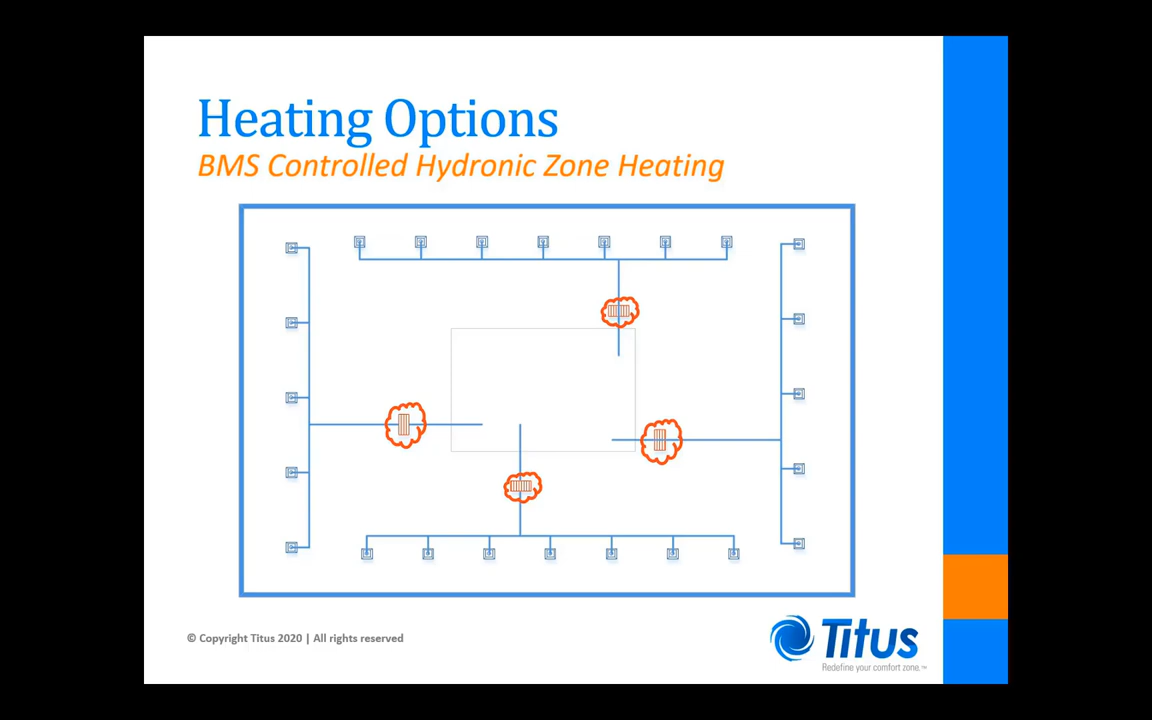 Heating Options
BMS Controlled Hydronic Zone Heating
© Copyright Titus 2020 | All rights reserved
Titus
Redefine your comfort zone.™